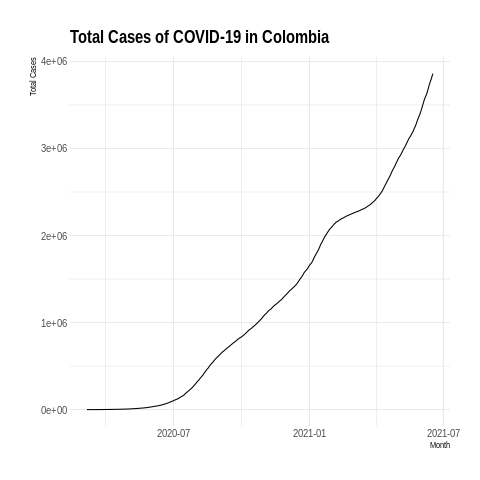 Total Cases of COVID-19 in Colombia
Total Cases
4e+06
3e+06
2e+06
1e+06
0e+00
2020-07
2021-01
2021-07
Month